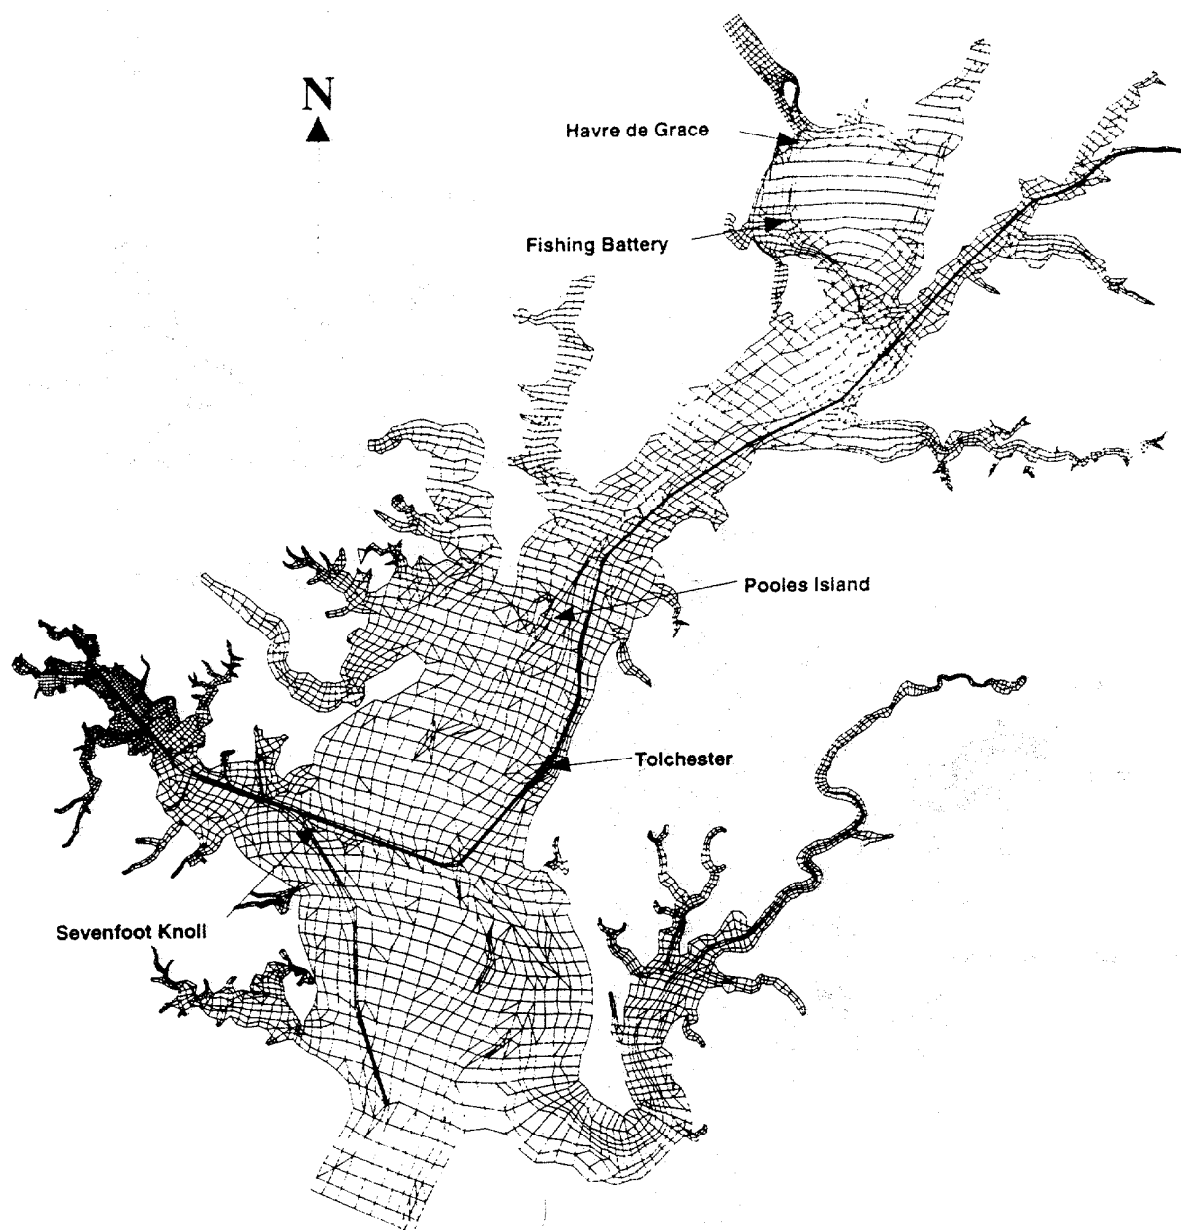 N
Havre de Grace
Fishing Battery
Pooles Island
Tolchester
Sevenfoot Knoll